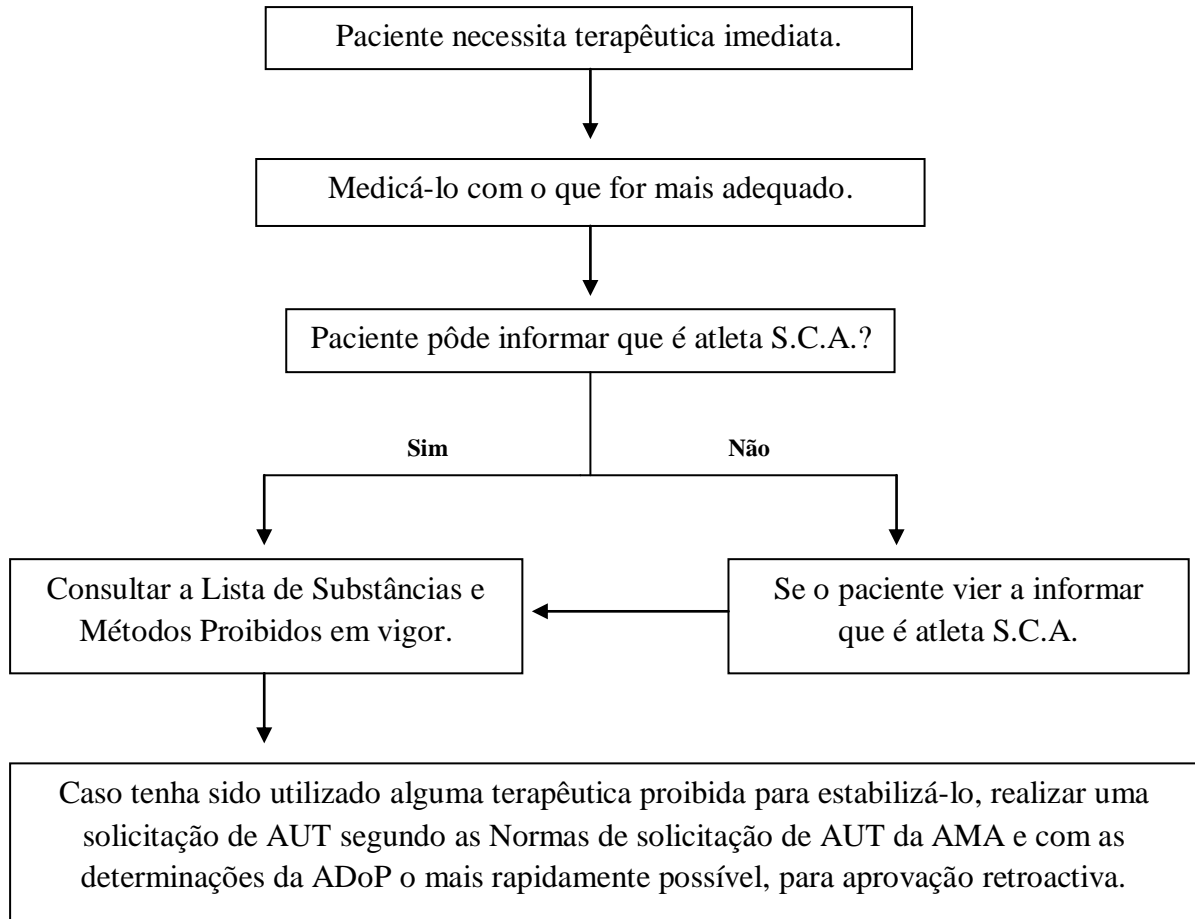 Paciente necessita terapêutica imediata.
Medicá-lo com o que for mais adequado.
Paciente pôde informar que é atleta S.C.A.?
Sim
Não
Consultar a Lista de Substâncias e
Métodos Proibidos em vigor.
Se o paciente vier a informar
que é atleta S.C.A.
Caso tenha sido utilizado alguma terapêutica proibida para estabilizá-lo, realizar uma
solicitação de AUT segundo as Normas de solicitação de AUT da AMA e com as
determinações da ADoP o mais rapidamente possível, para aprovação retroactiva.